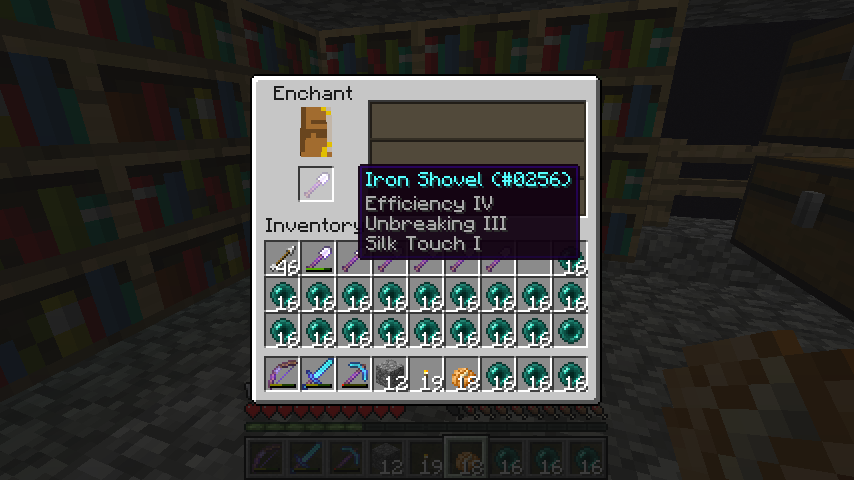 Enchant
Iron Shovel (#0256)
Efficiency IV
Unbreaking III
Silk Touch I
Inventory
46 16
16 16 16 16 16 16 16 16 16
16 16 16 16 16 16 16 16
12 19 18 16 16 16
12 19 18 16 16 16